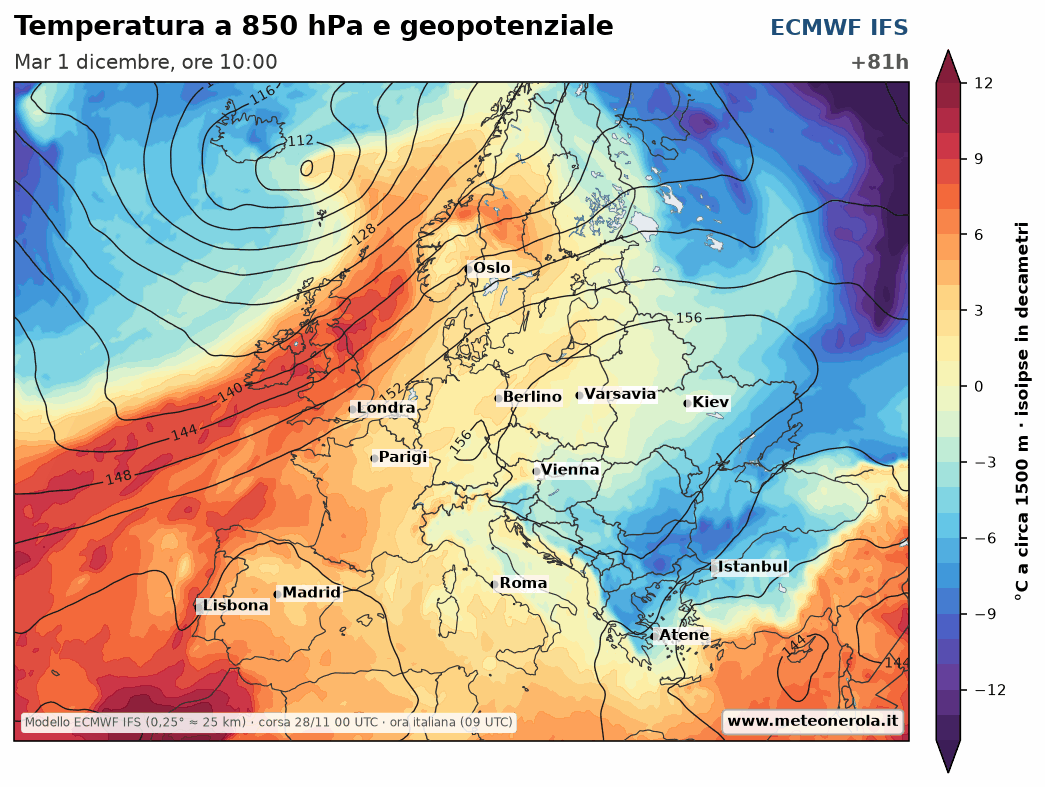 Temperatura a 850 hPa e geopotenziale
ECMWF IFS
Mar 1 dicembre, ore 10:00
+81h
116
112
128
Oslo
156
140
152
Londra
Berlino
Varsavia
Kiev
144
156
Parigi
148
Vienna
Istanbul
Roma
Madrid
Lisbona
Atene
144
144
Modello ECMWF IFS (0,25° ≈ 25 km) · corsa 28/11 00 UTC · ora italiana (09 UTC)
www.meteonerola.it
12
9
6
3
0
−3
−6
−9
−12
°C a circa 1500 m · isoipse in decametri